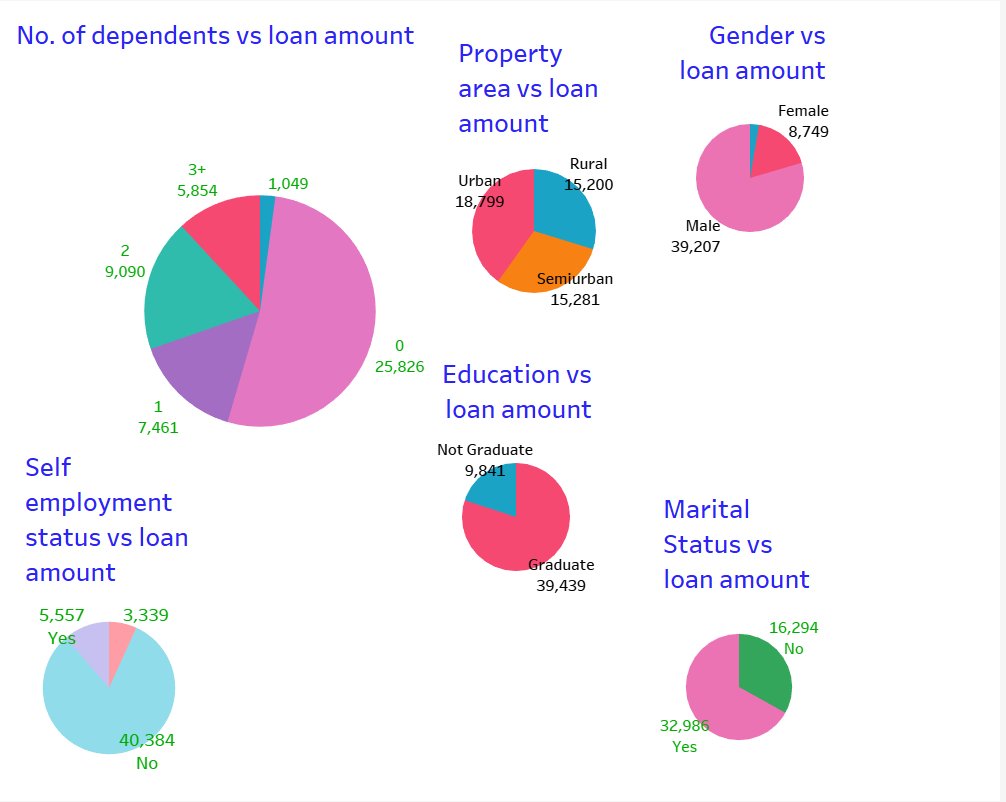 No. of dependents vs loan amount
3+
5,854
1,049
2
9,090
0
25,826
1
7,461
Property
area vs loan
amount
Urban
18,799
Rural
15,200
Semiurban
15,281
Gender vs
loan amount
Female
8,749
Male
39,207
Education vs
loan amount
Not Graduate
9,841
Graduate
39,439
Self
employment
status vs loan
amount
5,557
Yes
3,339
40,384
No
Marital
Status vs
loan amount
16,294
No
32,986
Yes